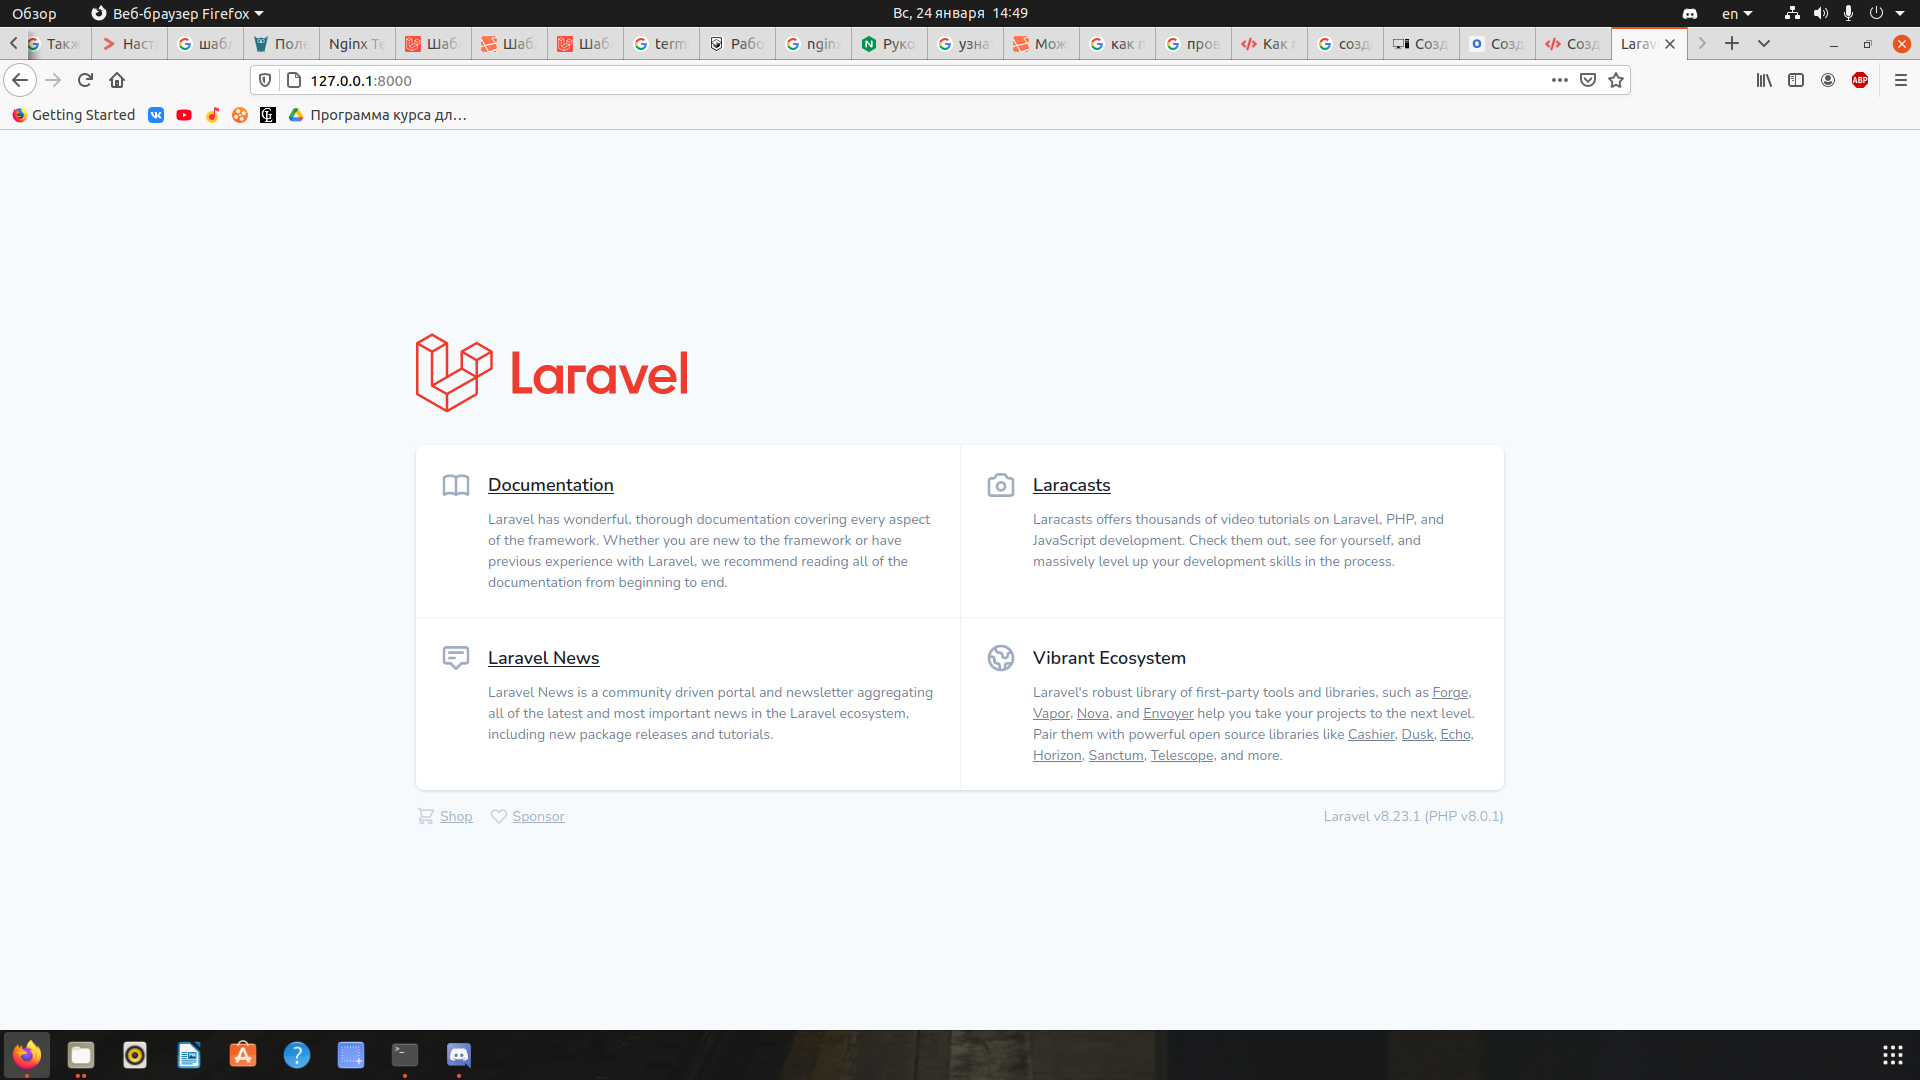 Обзор Веб-браузер Firefox Вс, 24 января 14:49 en
Такж Наст шабл Поле Nginx Te Шаб Шаб Шаб term Рабо nginx Руко узнат Мож как п пров Как п созд Созд Созд Созд Larav
127.0.0.1:8000
Getting Started Программа курса дл…
Laravel
Documentation
Laravel has wonderful, thorough documentation covering every aspect
of the framework. Whether you are new to the framework or have
previous experience with Laravel, we recommend reading all of the
documentation from beginning to end.
Laracasts
Laracasts offers thousands of video tutorials on Laravel, PHP, and
JavaScript development. Check them out, see for yourself, and
massively level up your development skills in the process.
Laravel News
Laravel News is a community driven portal and newsletter aggregating
all of the latest and most important news in the Laravel ecosystem,
including new package releases and tutorials.
Vibrant Ecosystem
Laravel's robust library of first-party tools and libraries, such as Forge,
Vapor, Nova, and Envoyer help you take your projects to the next level.
Pair them with powerful open source libraries like Cashier, Dusk, Echo,
Horizon, Sanctum, Telescope, and more.
Shop Sponsor Laravel v8.23.1 (PHP v8.0.1)